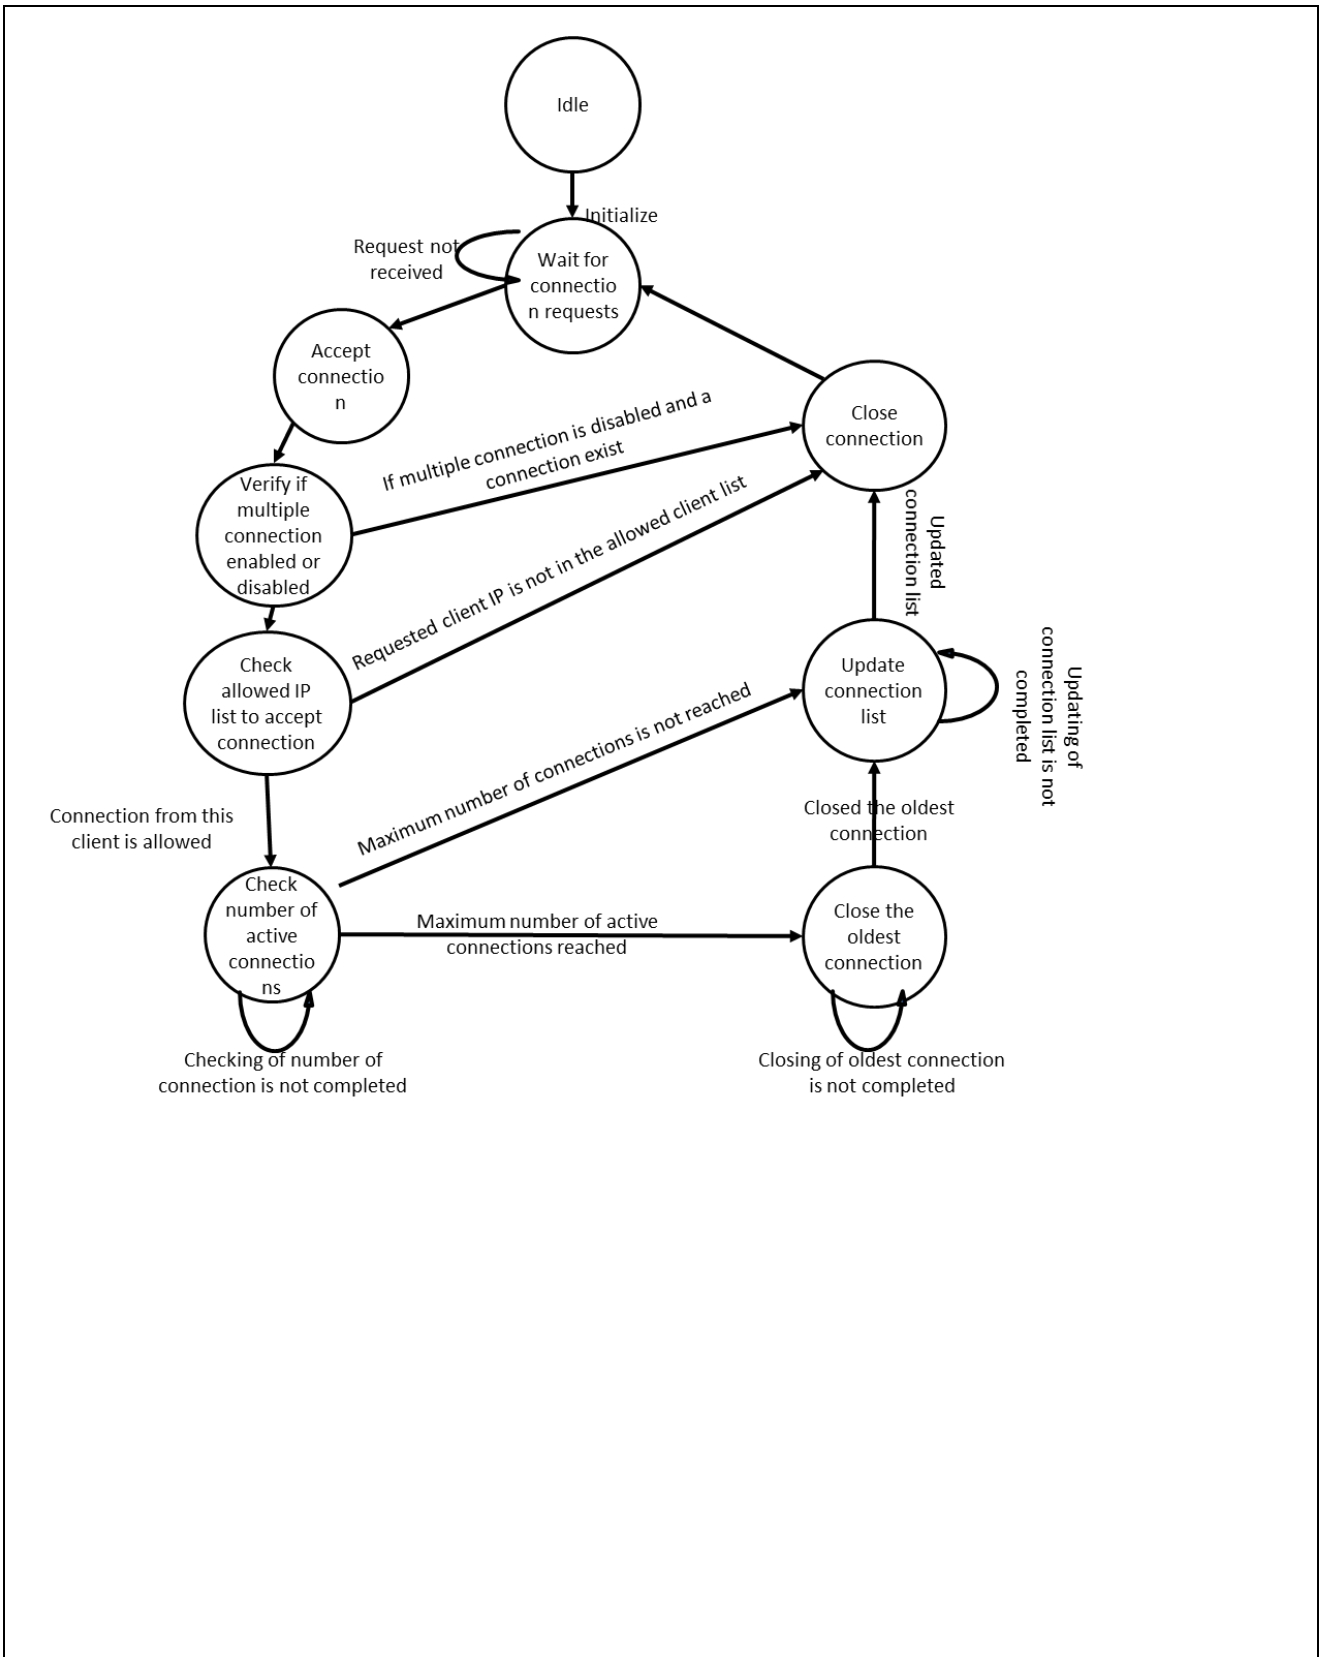 Idle
Initialize
Request not
received
Wait for
connectio
n requests
Accept
connectio
n
Close
connection
If multiple connection is disabled and a
connection exist
Verify if
multiple
connection
enabled or
disabled
Requested client IP is not in the allowed client list
Updated
connection list
Check
allowed IP
list to accept
connection
Update
connection
list
Updating of
connection list is not
completed
Maximum number of connections is not reached
Connection from this
client is allowed
Closed the oldest
connection
Check
number of
active
connectio
ns
Maximum number of active
connections reached
Close the
oldest
connection
Checking of number of
connection is not completed
Closing of oldest connection
is not completed